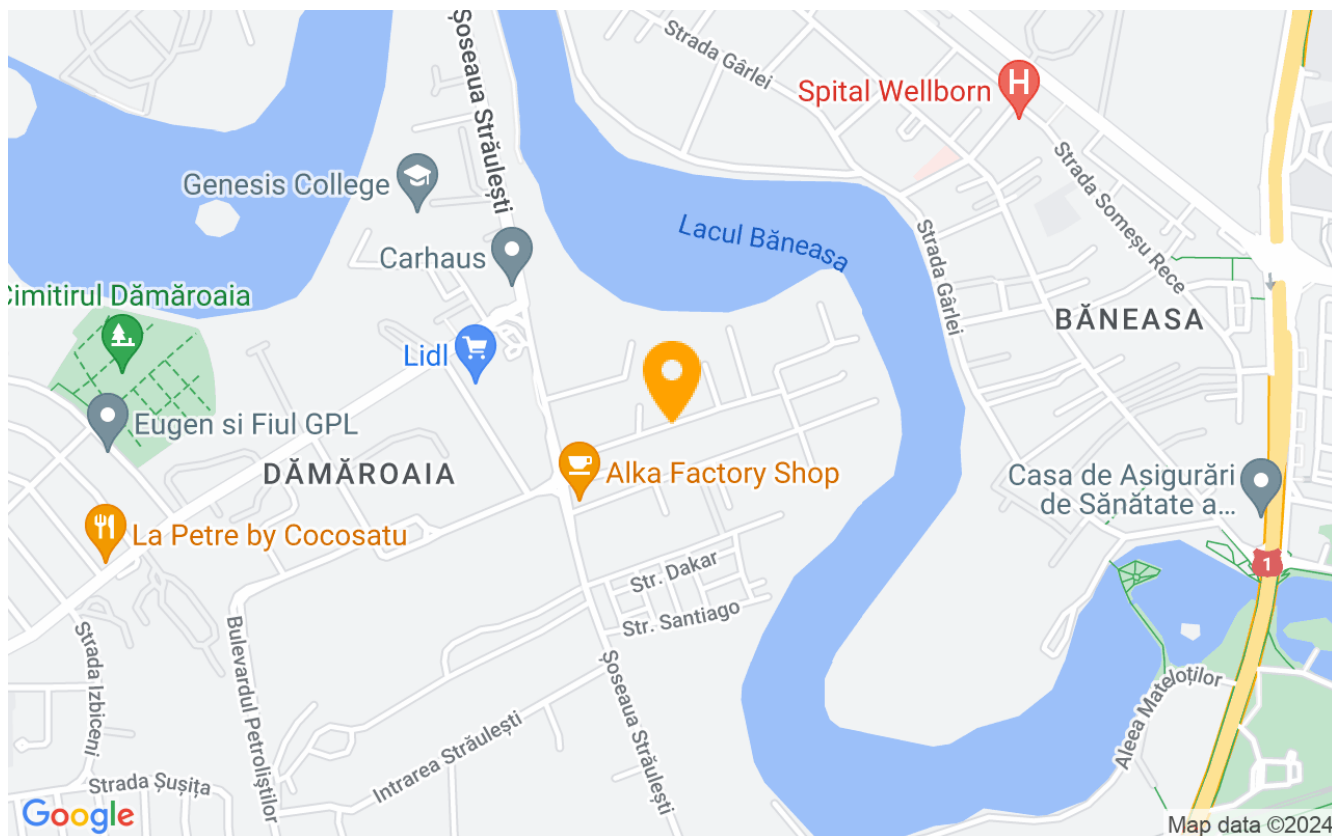 Șoseaua Străulești
Strada Gârlei
Spital Wellborn
H
Strada Someșu Rece
Genesis College
Lacul Băneasa
Strada Gârlei
Carhaus
Cimitirul Dămăroaia
BĂNEASA
Lidl
Eugen si Fiul GPL
DĂMĂROAIA
Alka Factory Shop
Casa de Asigurări
de Sănătate a...
La Petre by Cocosatu
1
Str. Dakar
Str. Santiago
Strada Izbiceni
Bulevardul Petroliștilor
Șoseaua Străulești
Aleea Mateloților
Intrarea Străulești
Strada Șușița
Google
Map data ©2024